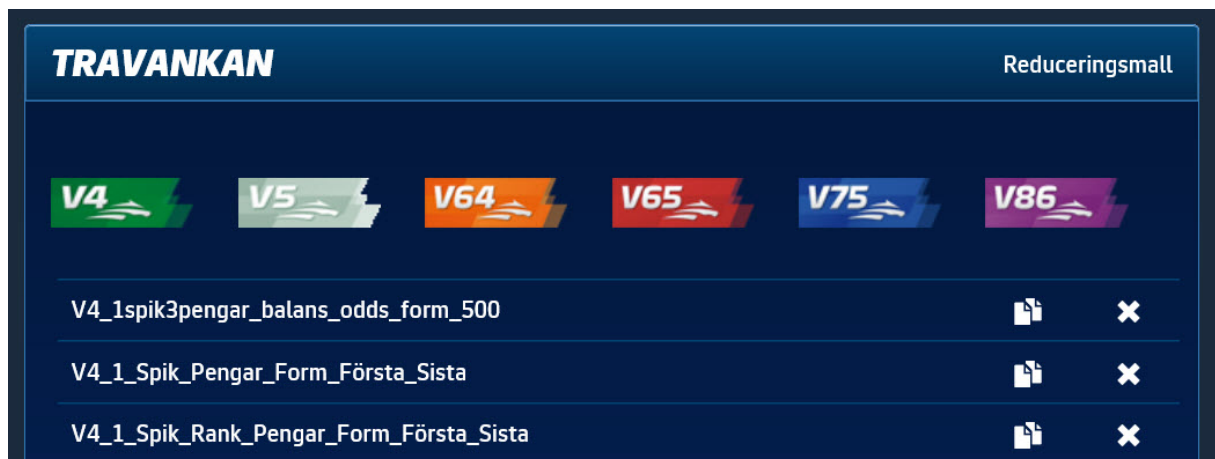 TRAVANKAN
Reduceringsmall
V4 V5 V64 V65 V75 V86
V4_1spik3pengar_balans_odds_form_500
V4_1_Spik_Pengar_Form_Första_Sista
V4_1_Spik_Rank_Pengar_Form_Första_Sista